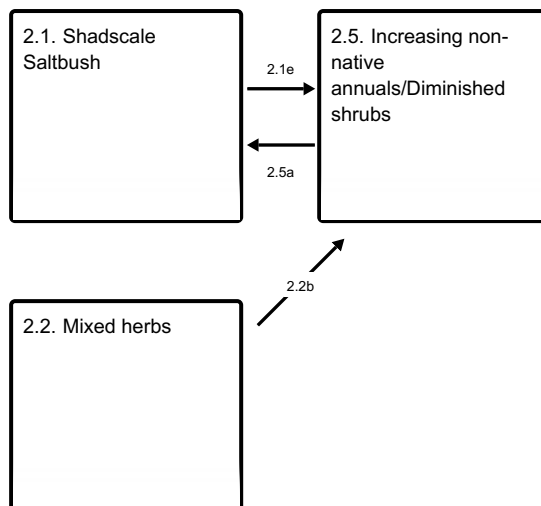 2.1. Shadscale
Saltbush
2.1e
2.5. Increasing non-
native
annuals/Diminished
shrubs
2.5a
2.2b
2.2. Mixed herbs